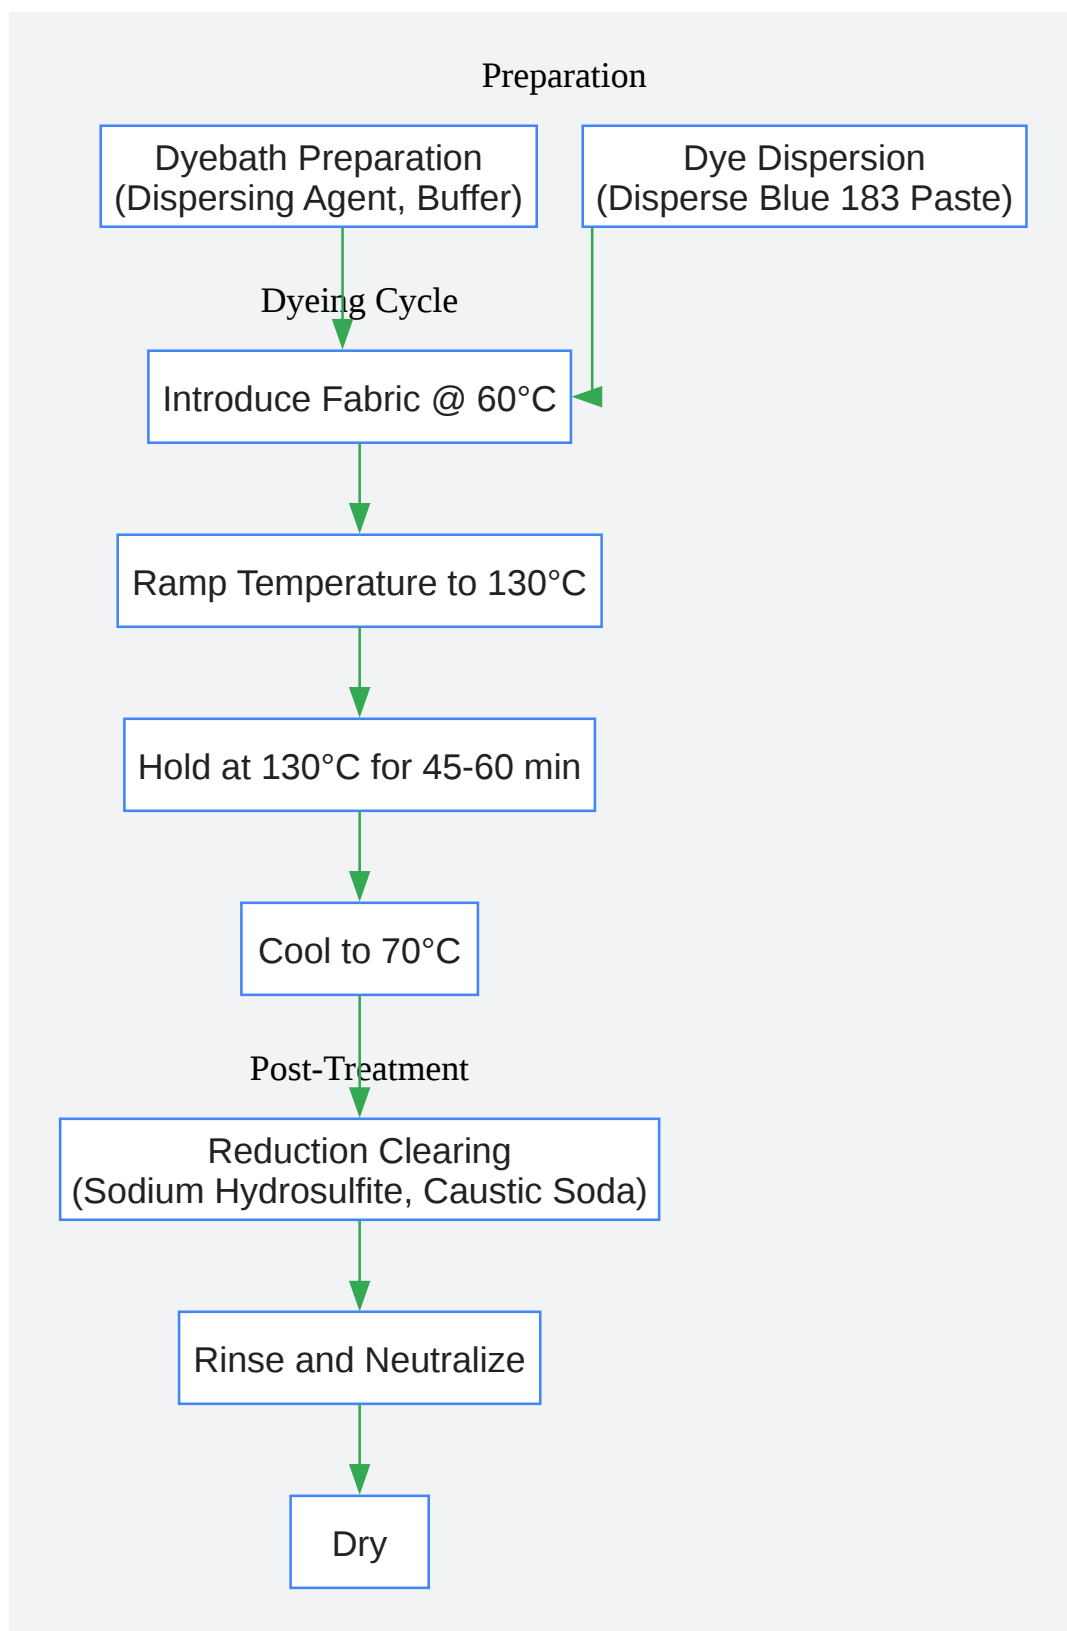 Preparation
Dyebath Preparation
(Dispersing Agent, Buffer)
Dye Dispersion
(Disperse Blue 183 Paste)
Dyeing Cycle
Introduce Fabric @ 60°C
Ramp Temperature to 130°C
Hold at 130°C for 45-60 min
Cool to 70°C
Post-Treatment
Reduction Clearing
(Sodium Hydrosulfite, Caustic Soda)
Rinse and Neutralize
Dry